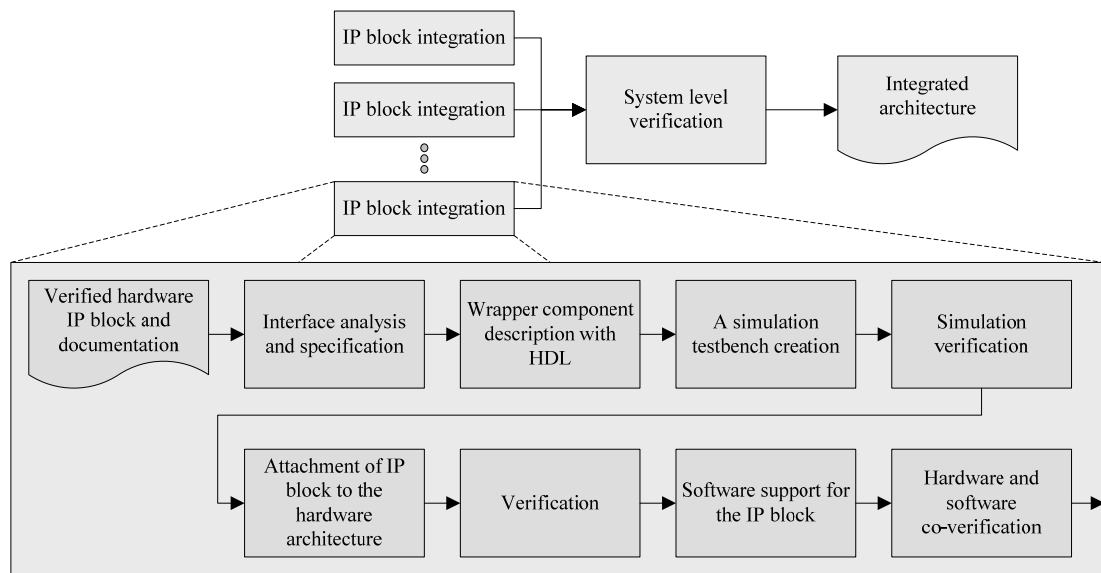 IP block integration
IP block integration
IP block integration
System level
verification
Integrated
architecture
Verified hardware
IP block and
documentation
Interface analysis
and specification
Wrapper component
description with
HDL
A simulation
testbench creation
Simulation
verification
Attachment of IP
block to the
hardware
architecture
Verification
Software support for
the IP block
Hardware and
software
co-verification